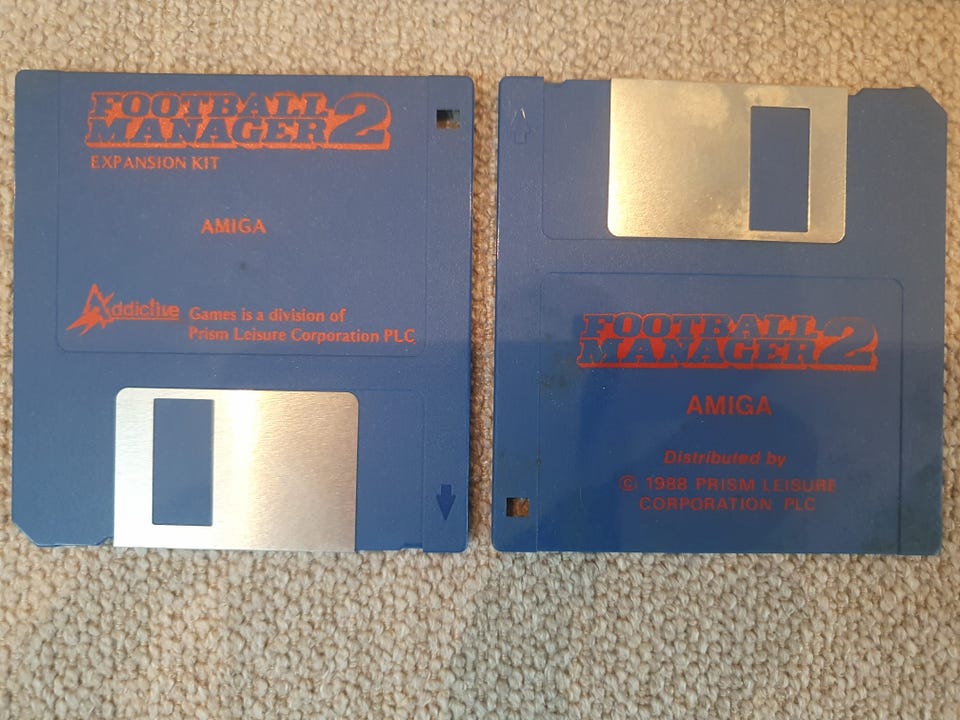 FOOTBALL
MANAGER 2
EXPANSION KIT
AMIGA
Addictive Games is a division of
Prism Leisure Corporation PLC
FOOTBALL
MANAGER 2
AMIGA
Distributed by
© 1988 PRISM LEISURE
CORPORATION PLC